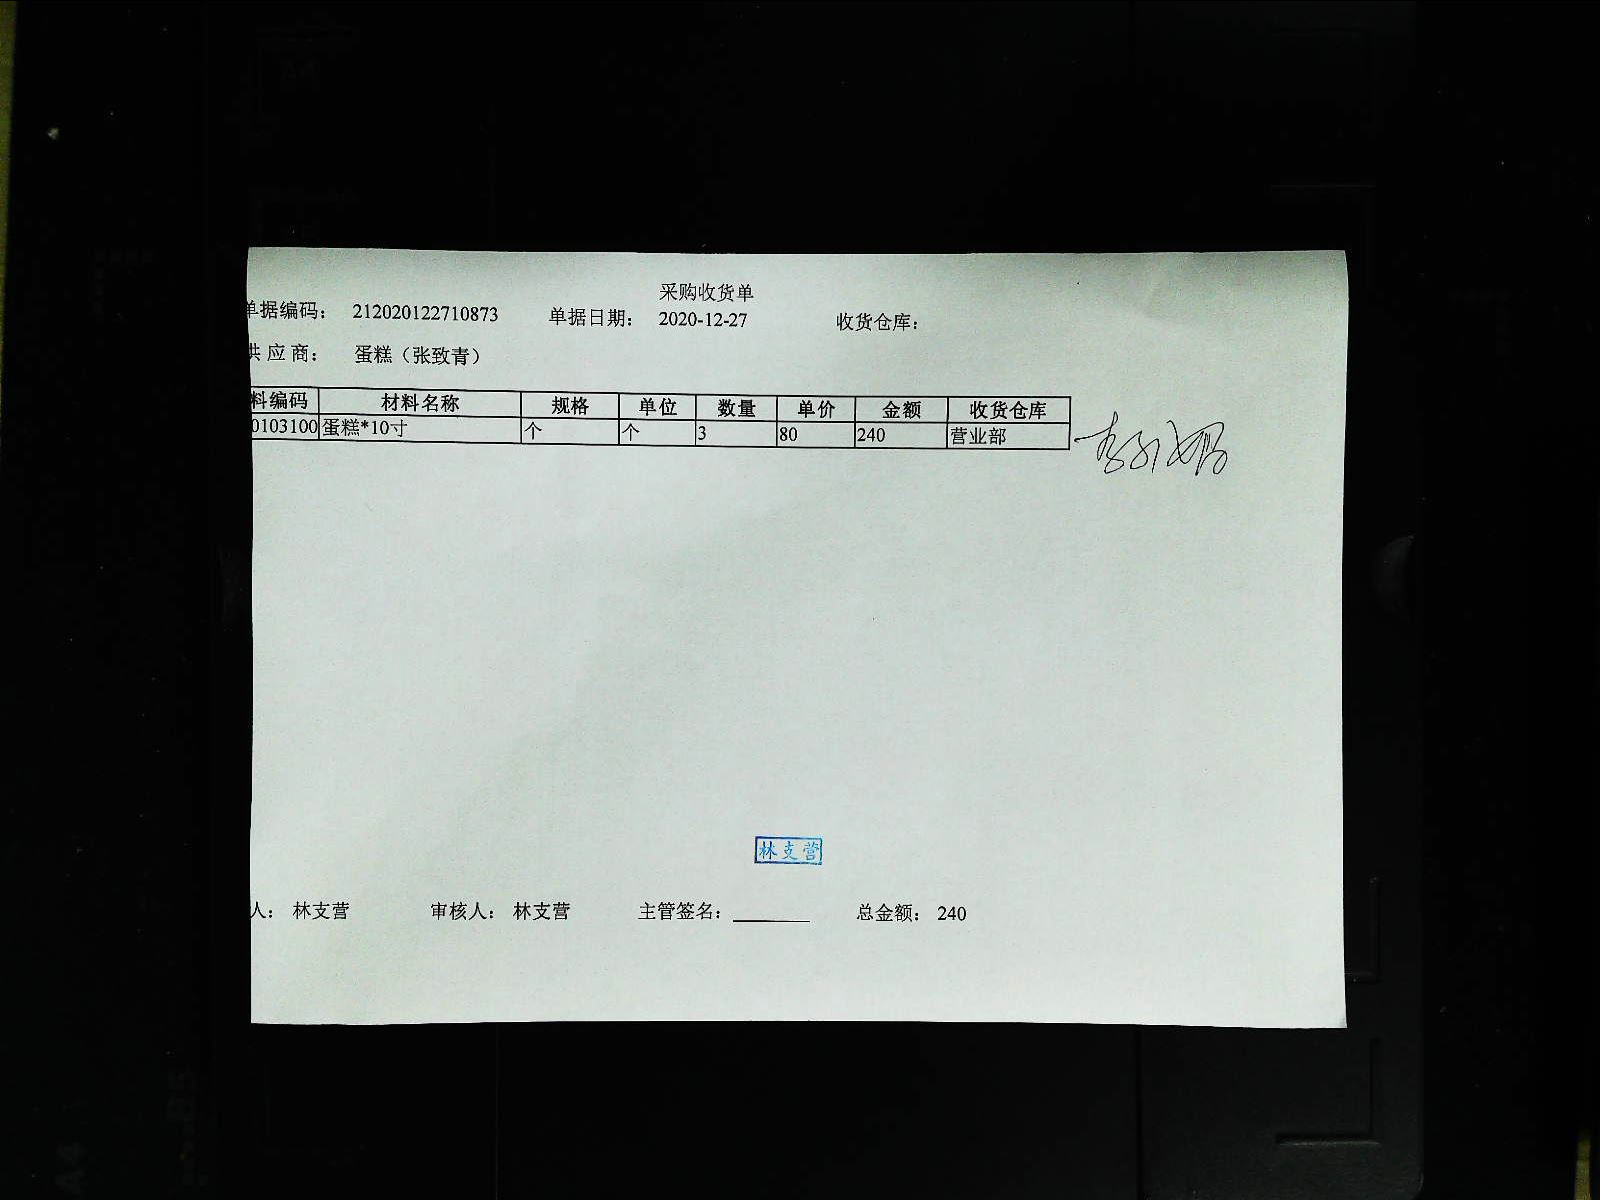 采购收货单
单据编码： 212020122710873 单据日期： 2020-12-27 收货仓库：
供 应 商： 蛋糕（张致青）
料编码 材料名称 规格 单位 数量 单价 金额 收货仓库
0103100 蛋糕*10寸 个 个 3 80 240 营业部
林支营
人： 林支营 审核人： 林支营 主管签名： 总金额： 240